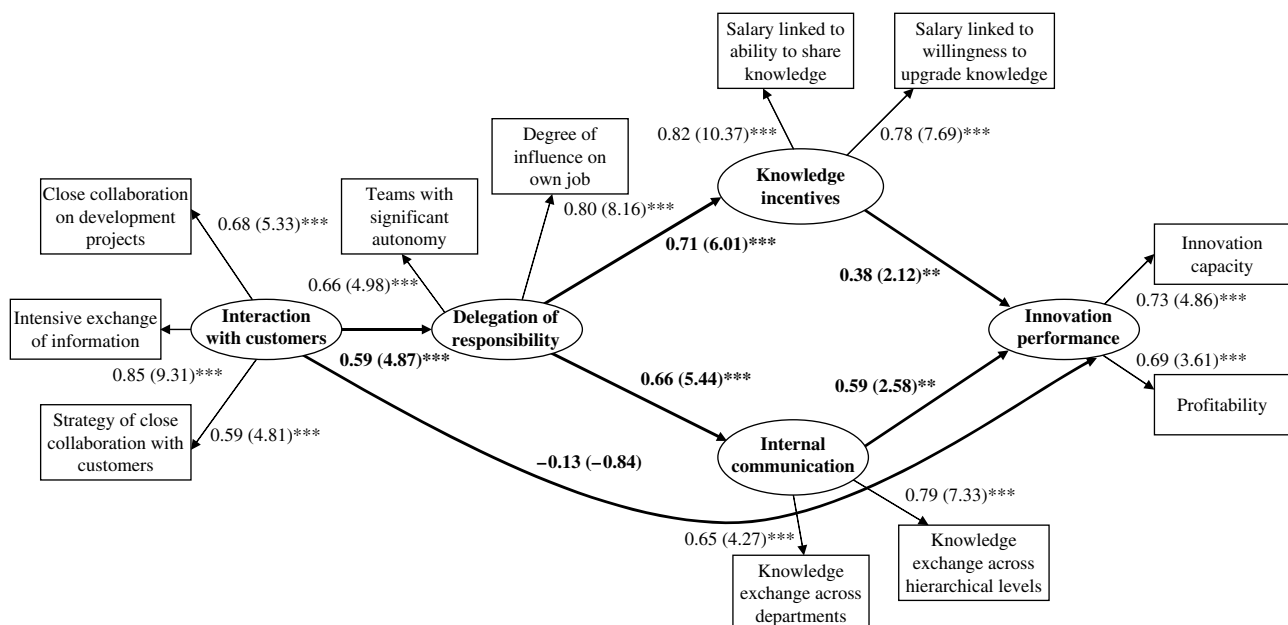 Salary linked to
ability to share
knowledge
Salary linked to
willingness to
upgrade knowledge
0.82 (10.37)***
0.78 (7.69)***
Degree of
influence on
own job
Knowledge
incentives
Close collaboration
on development
projects
0.68 (5.33)***
Teams with
significant
autonomy
0.80 (8.16)***
0.71 (6.01)***
Innovation
capacity
0.38 (2.12)**
0.66 (4.98)***
0.73 (4.86)***
Intensive exchange
of information
Interaction
with customers
Delegation of
responsibility
Innovation
performance
0.59 (4.87)***
0.85 (9.31)***
0.69 (3.61)***
0.66 (5.44)***
0.59 (2.58)**
Profitability
Strategy of close
collaboration with
customers
0.59 (4.81)***
Internal
communication
−0.13 (−0.84)
0.79 (7.33)***
0.65 (4.27)***
Knowledge
exchange across
hierarchical levels
Knowledge
exchange across
departments